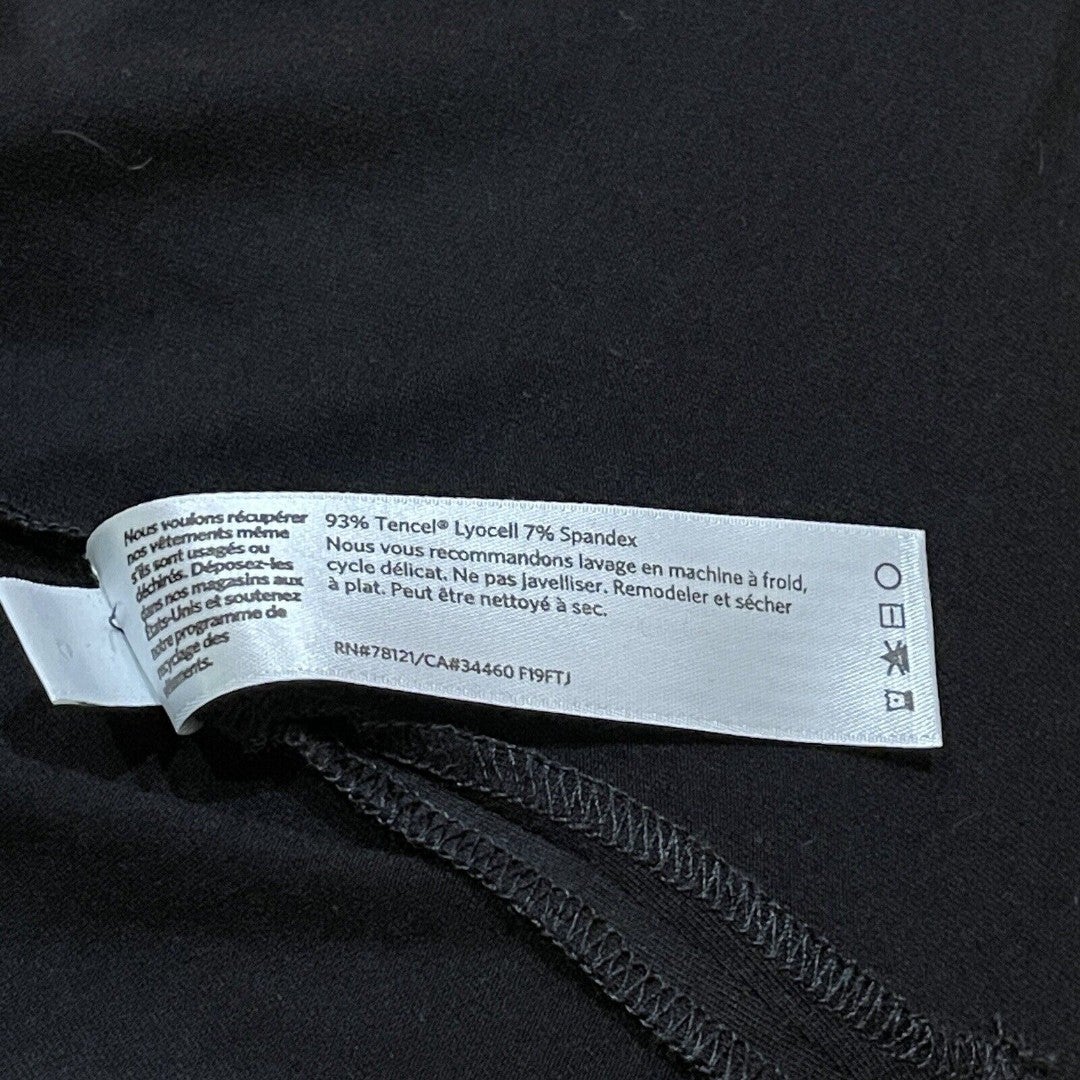 Nous voulons récupérer
nos vêtements même
s'ils sont usagés ou
déchirés. Déposez-les
dans nos magasins aux
États-Unis et soutenez
notre programme de
recyclage des
vêtements.
93% Tencel® Lyocell 7% Spandex
Nous vous recommandons lavage en machine à froid,
cycle délicat. Ne pas Javelliser. Remodeler et sécher
à plat. Peut être nettoyé à sec.
RN#78121/CA#34460 F19FTJ